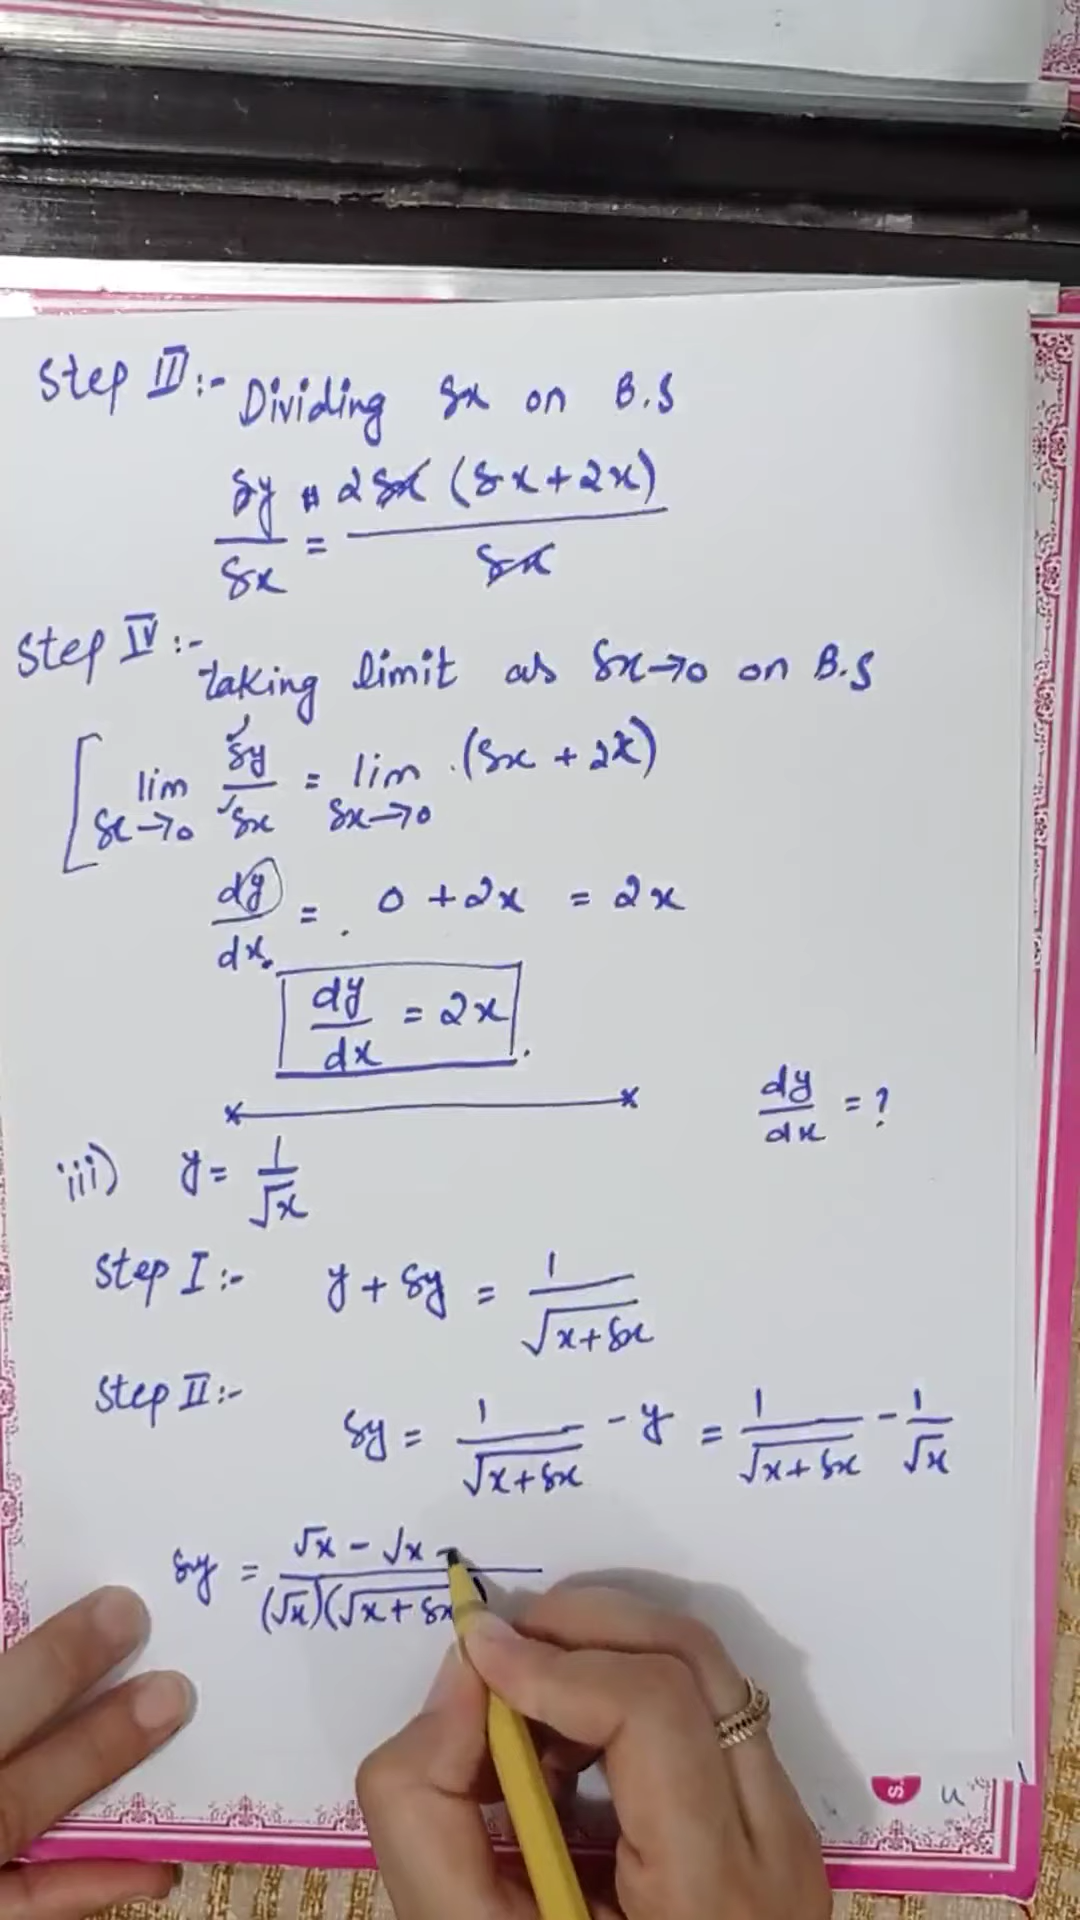 Step III :- Dividing δx on B.S
δy/δx = 2δx (δx+2x)/δx
Step IV :- taking limit as δx→0 on B.S
lim δx→0 δy/δx = lim δx→0 (δx + 2x)
dy/dx = 0 + 2x = 2x
dy/dx = 2x
dy/dx = ?
iii) y = 1/√x
Step I :- y + δy = 1/√x+δx
Step II :-
δy = 1/√x+δx - y = 1/√x+δx - 1/√x
δy = √x - √x -/(√x)(√x+δx)
S.